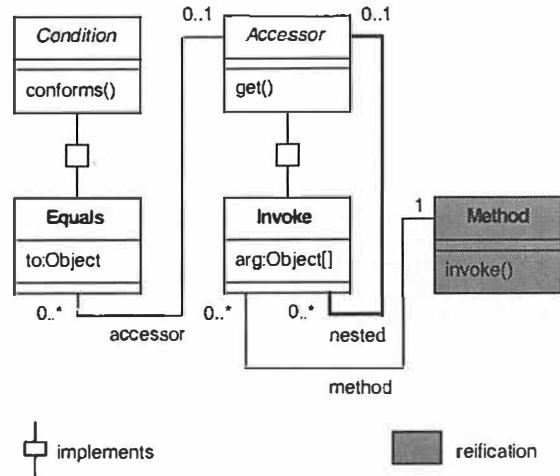 0..1
0..1
Condition
Accessor
conforms()
get()
Equals
Invoke
1
Method
to:Object
arg:Object[]
invoke()
0..*
0..*
0..*
accessor
nested
method
implements
reification